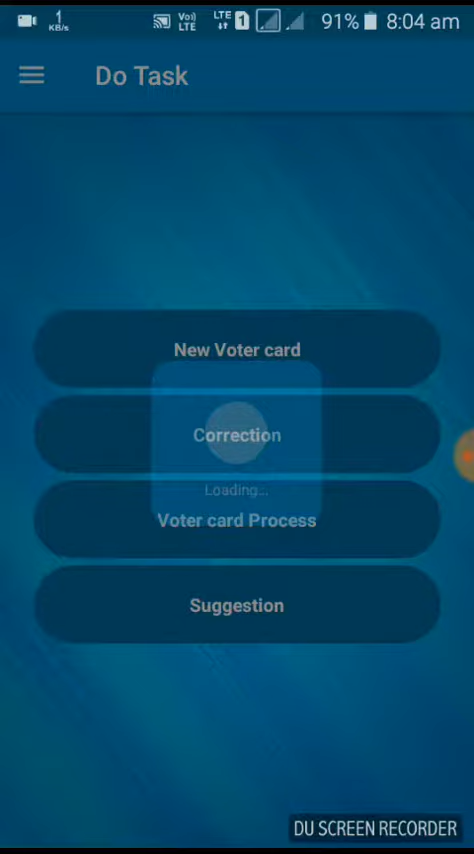 1
KB/s
Vo))
LTE
LTE
1
91%
8:04 am
Do Task
New Voter card
Correction
Loading...
Voter card Process
Suggestion
DU SCREEN RECORDER